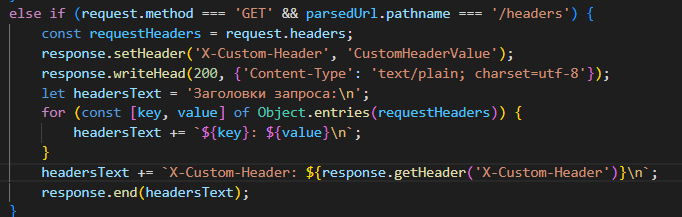 else if (request.method === 'GET' && parsedUrl.pathname === '/headers') {
    const requestHeaders = request.headers;
    response.setHeader('X-Custom-Header', 'CustomHeaderValue');
    response.writeHead(200, {'Content-Type': 'text/plain; charset=utf-8'});
    let headersText = 'Заголовки запроса:\n';
    for (const [key, value] of Object.entries(requestHeaders)) {
        headersText += `${key}: ${value}\n`;
    }
    headersText += `X-Custom-Header: ${response.getHeader('X-Custom-Header')}\n`;
    response.end(headersText);
}